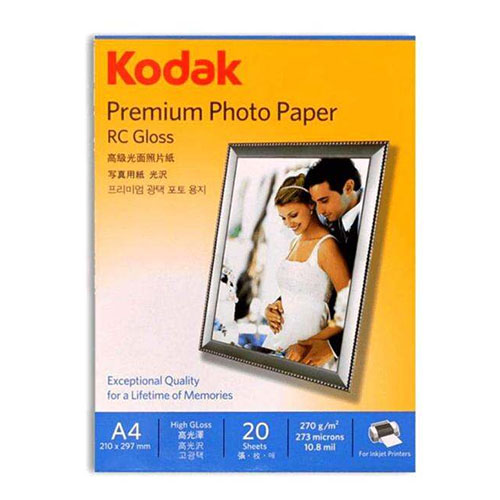 Kodak
Premium Photo Paper
RC Gloss
高級光面照片紙
写真用紙 光沢
프리미엄 광택 포토 용지
Exceptional Quality
for a Lifetime of Memories
A4
210 x 297 mm
High GLoss
高光澤
高光沢
고광택
20
Sheets
張・枚・매
270 g/m²
273 microns
10.8 mil
For Inkjet Printers